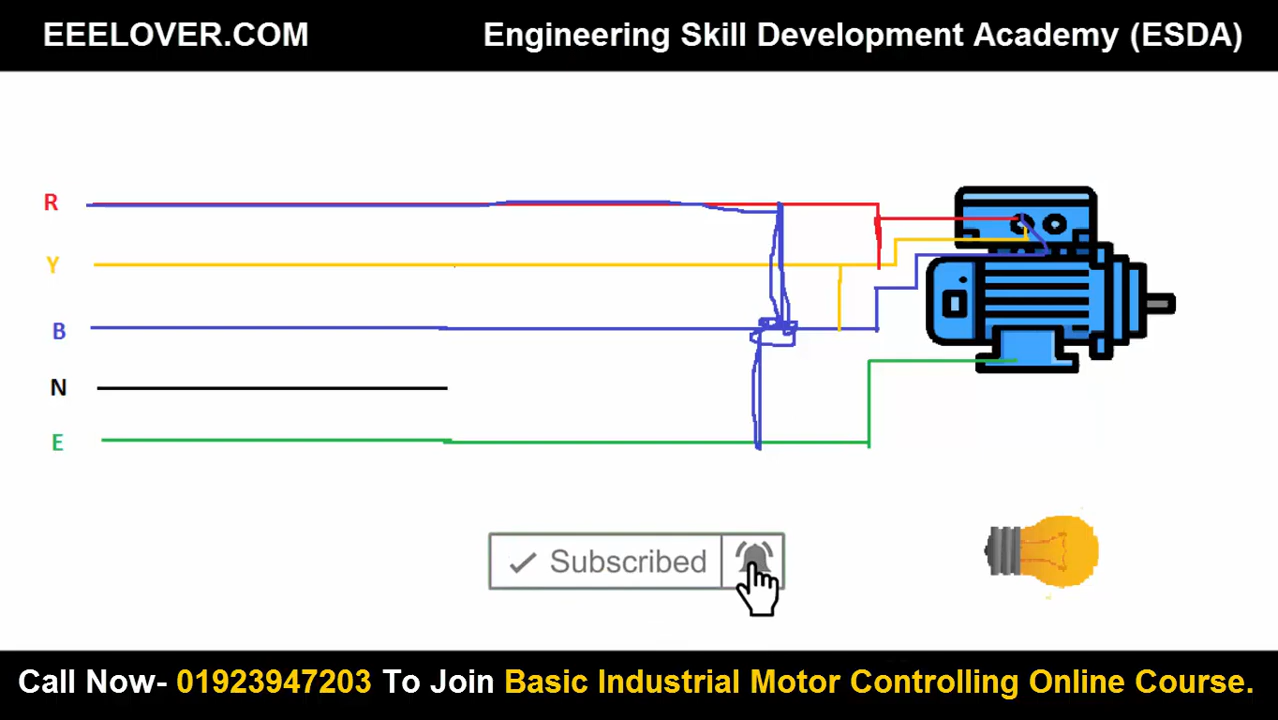 EEELOVER.COM
Engineering Skill Development Academy (ESDA)
R
Y
B
N
E
Subscribed
Call Now- 01923947203 To Join Basic Industrial Motor Controlling Online Course.